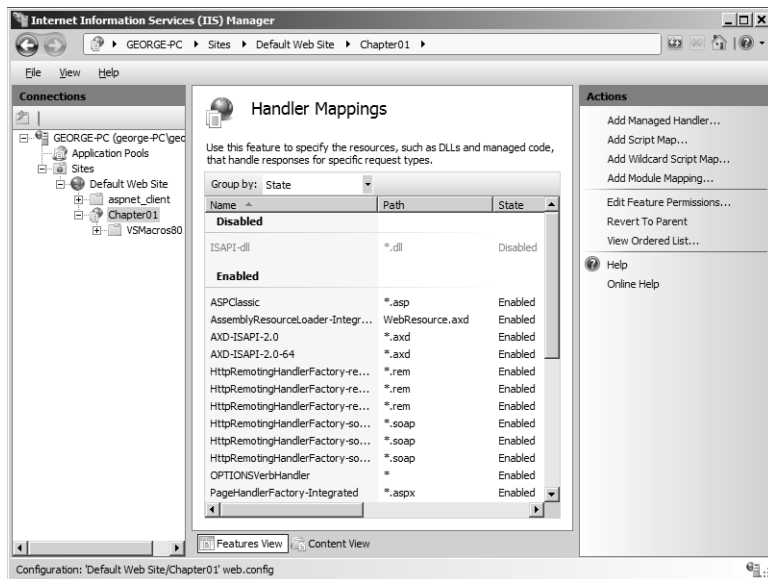 Internet Information Services (IIS) Manager
GEORGE-PC Sites Default Web Site Chapter01
File View Help
Connections
GEORGE-PC (george-PC\geo
Application Pools
Sites
Default Web Site
aspnet_client
Chapter01
VSMacros80
Handler Mappings
Use this feature to specify the resources, such as DLLs and managed code,
that handle responses for specific request types.
Group by: State
Name Path State
Disabled
ISAPI-dll *.dll Disabled
Enabled
ASPClassic *.asp Enabled
AssemblyResourceLoader-Integr... WebResource.axd Enabled
AXD-ISAPI-2.0 *.axd Enabled
AXD-ISAPI-2.0-64 *.axd Enabled
HttpRemotingHandlerFactory-re... *.rem Enabled
HttpRemotingHandlerFactory-re... *.rem Enabled
HttpRemotingHandlerFactory-re... *.rem Enabled
HttpRemotingHandlerFactory-so... *.soap Enabled
HttpRemotingHandlerFactory-so... *.soap Enabled
HttpRemotingHandlerFactory-so... *.soap Enabled
OPTIONSVerbHandler * Enabled
PageHandlerFactory-Integrated *.aspx Enabled
Features View Content View
Actions
Add Managed Handler...
Add Script Map...
Add Wildcard Script Map...
Add Module Mapping...
Edit Feature Permissions...
Revert To Parent
View Ordered List...
Help
Online Help
Configuration: 'Default Web Site/Chapter01' web.config